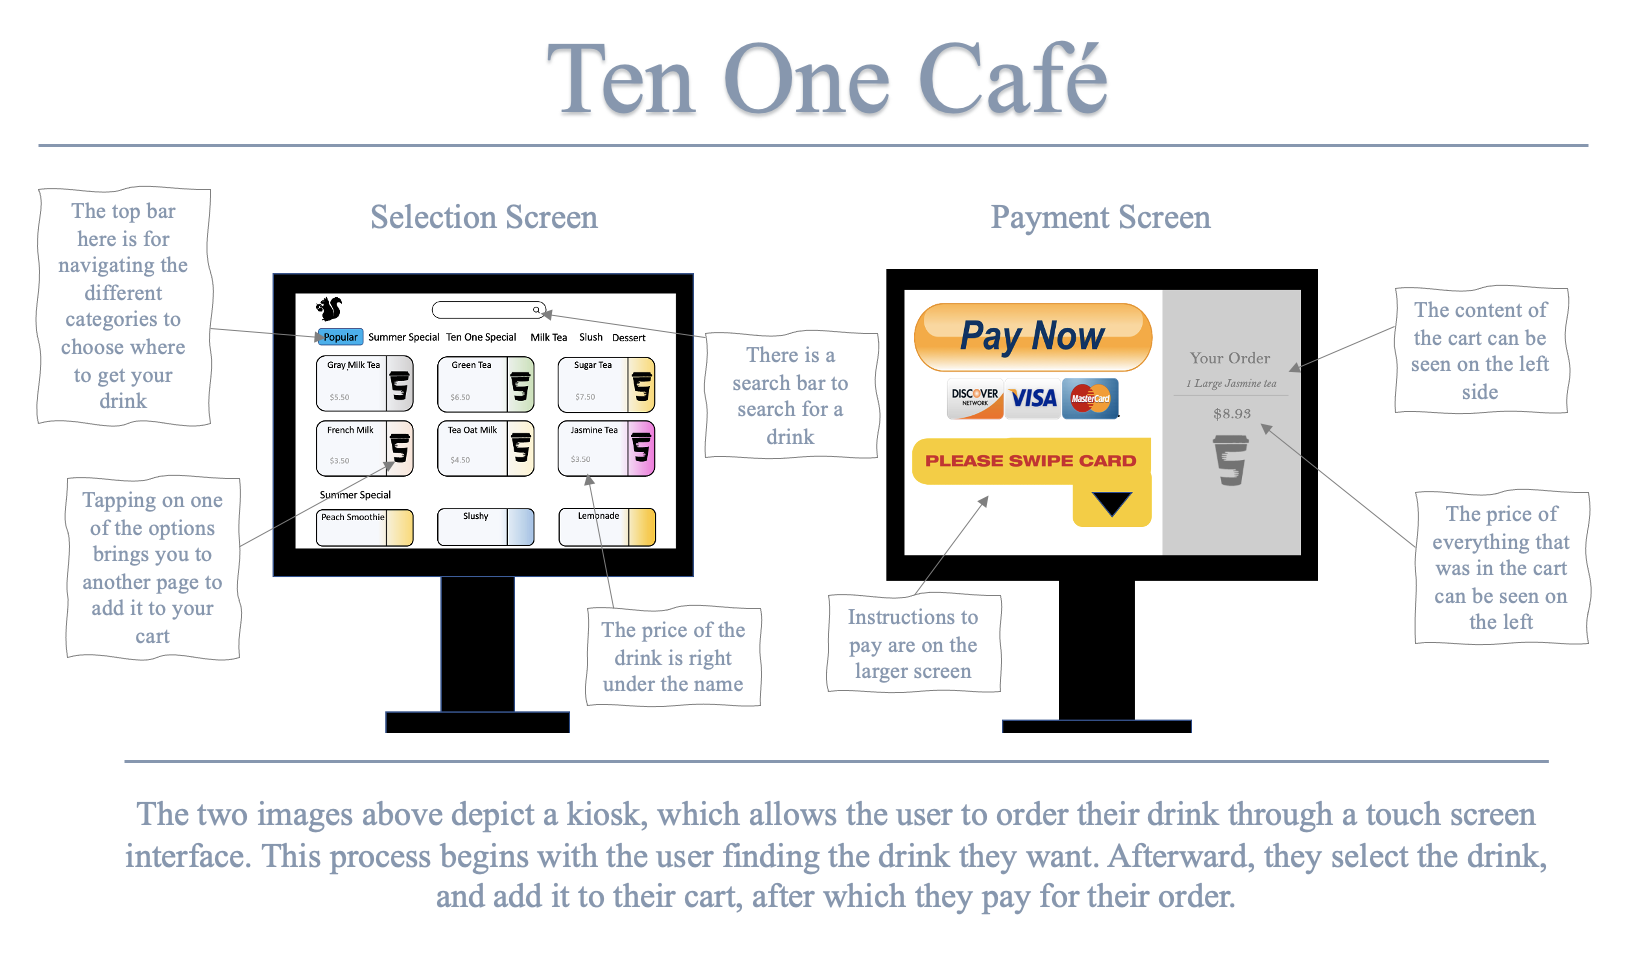 Ten One Café
Selection Screen
Payment Screen
The top bar
here is for
navigating the
different
categories to
choose where
to get your
drink
Popular Summer Special Ten One Special Milk Tea Slush Dessert
Gray Milk Tea
$5.50
Green Tea
$6.50
Sugar Tea
$7.50
French Milk
$3.50
Tea Oat Milk
$4.50
Jasmine Tea
$3.50
Summer Special
Peach Smoothie
Slushy
Lemonade
There is a
search bar to
search for a
drink
Tapping on one
of the options
brings you to
another page to
add it to your
cart
The price of the
drink is right
under the name
Pay Now
DISCOVER
NETWORK
VISA
MasterCard
PLEASE SWIPE CARD
Your Order
1 Large Jasmine tea
$8.93
The content of
the cart can be
seen on the left
side
Instructions to
pay are on the
larger screen
The price of
everything that
was in the cart
can be seen on
the left
The two images above depict a kiosk, which allows the user to order their drink through a touch screen
interface. This process begins with the user finding the drink they want. Afterward, they select the drink,
and add it to their cart, after which they pay for their order.